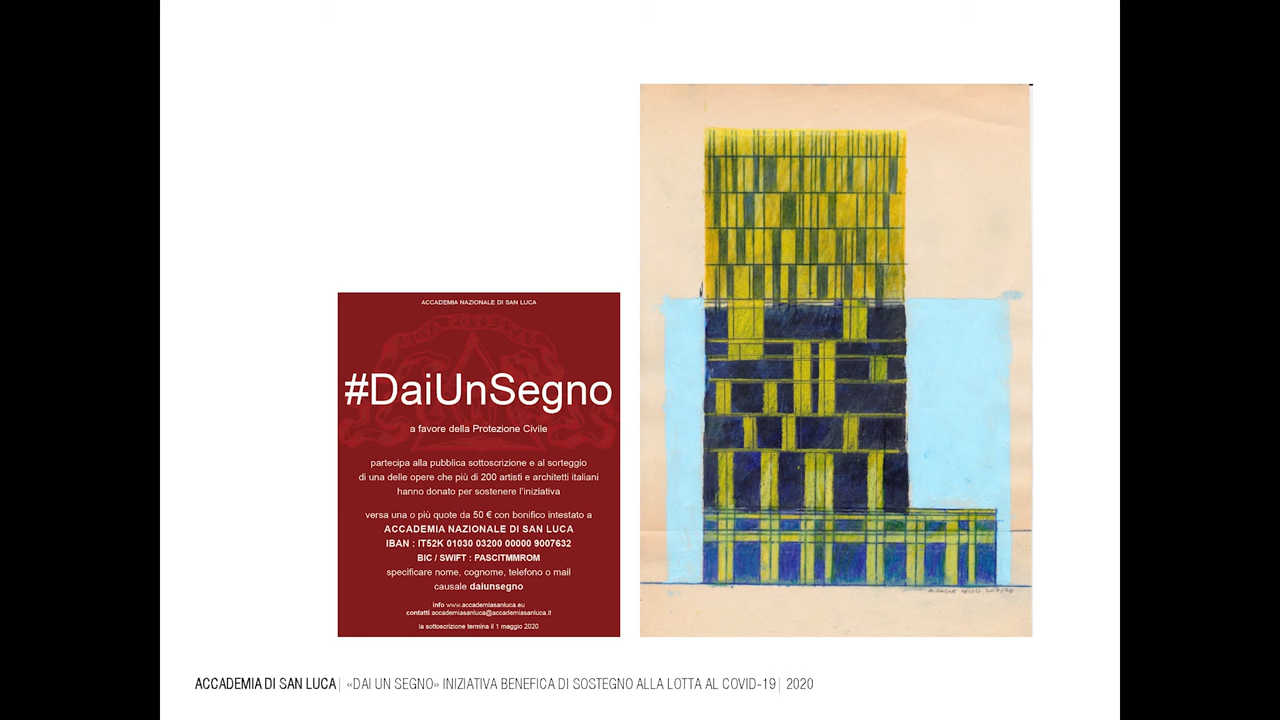 ACCADEMIA NAZIONALE DI SAN LUCA
#DaiUnSegno
a favore della Protezione Civile
partecipa alla pubblica sottoscrizione e al sorteggio
di una delle opere che più di 200 artisti e architetti italiani
hanno donato per sostenere l'iniziativa
versa una o più quote da 50 € con bonifico intestato a
ACCADEMIA NAZIONALE DI SAN LUCA
IBAN : IT52K 01030 03200 00000 9007632
BIC / SWIFT : PASCITMMROM
specificare nome, cognome, telefono o mail
causale daiunsegno
info www.accademiasanluca.eu
contatti accademiasanluca@accademiasanluca.it
la sottoscrizione termina il 1 maggio 2020
ACCADEMIA DI SAN LUCA | «DAI UN SEGNO» INIZIATIVA BENEFICA DI SOSTEGNO ALLA LOTTA AL COVID-19 | 2020